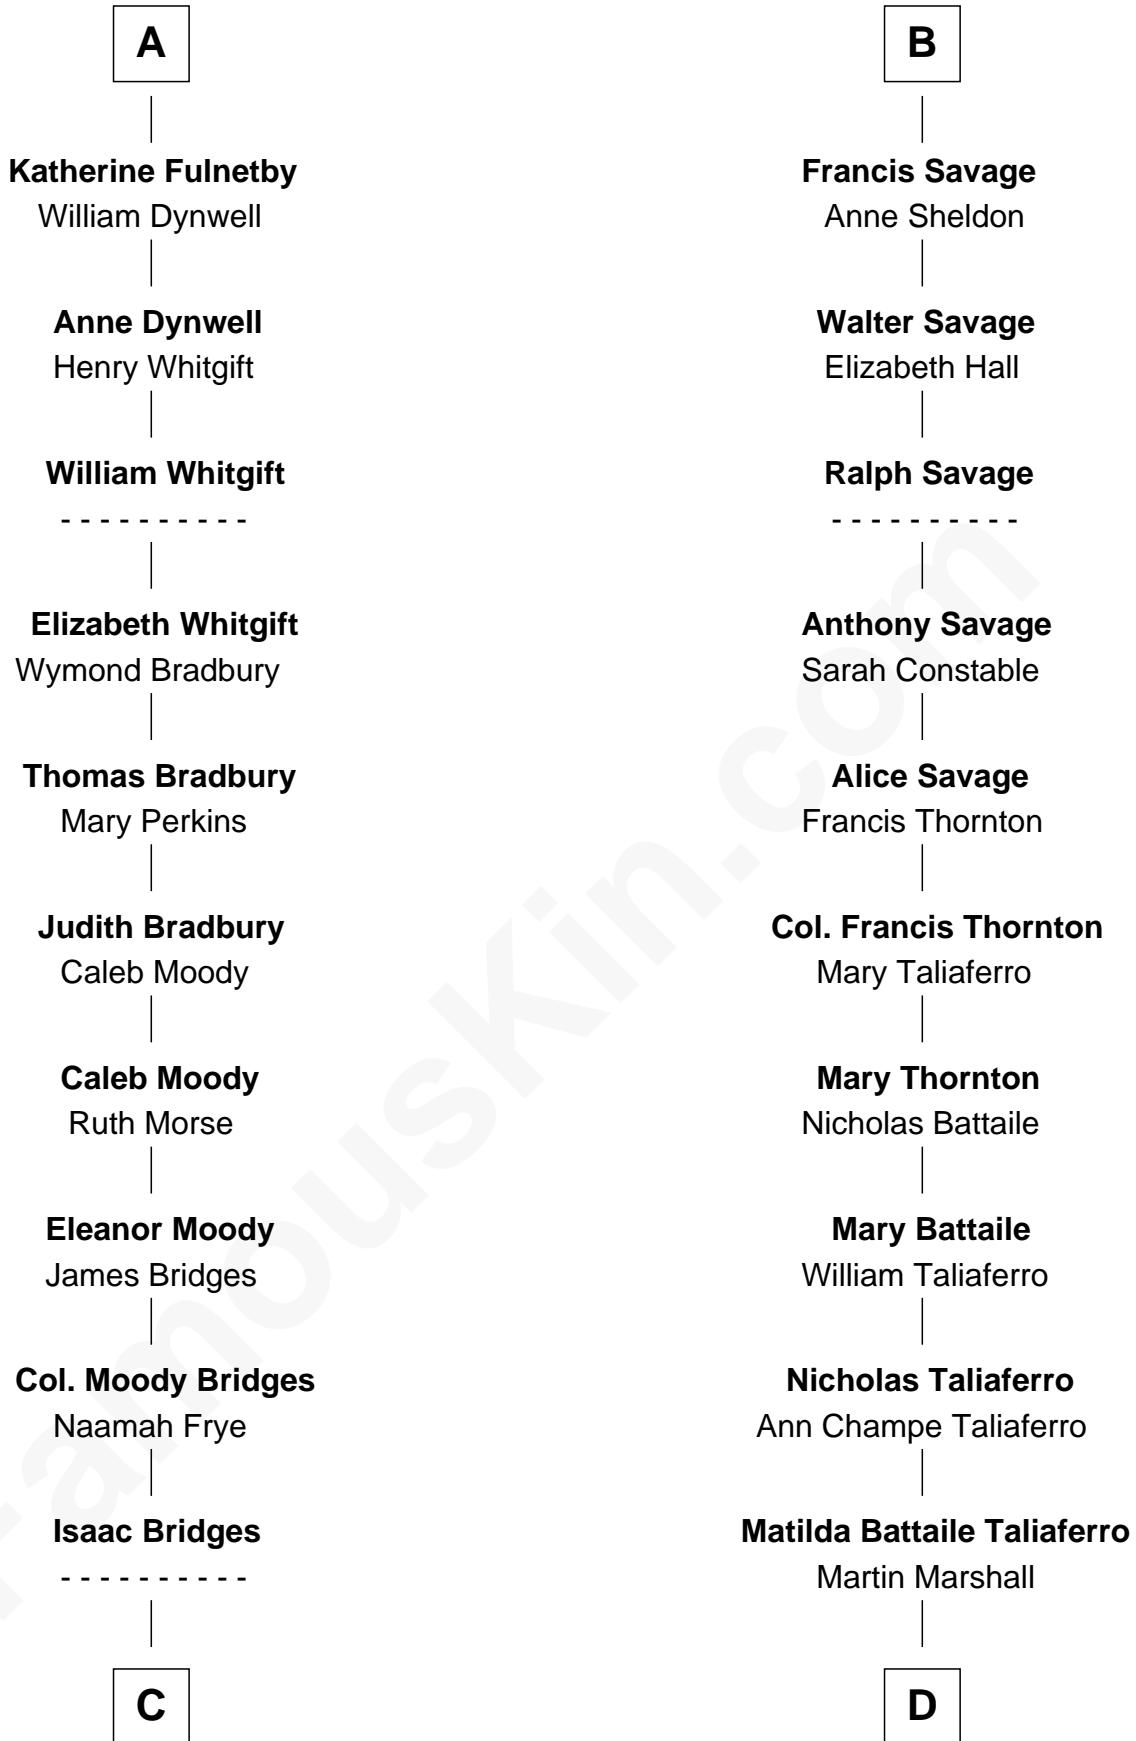 A
Katherine Fulnetby
William Dynwell
Anne Dynwell
Henry Whitgift
William Whitgift
- - - - - - - - - -
Elizabeth Whitgift
Wymond Bradbury
Thomas Bradbury
Mary Perkins
Judith Bradbury
Caleb Moody
Caleb Moody
Ruth Morse
Eleanor Moody
James Bridges
Col. Moody Bridges
Naamah Frye
Isaac Bridges
- - - - - - - - - -
C
B
Francis Savage
Anne Sheldon
Walter Savage
Elizabeth Hall
Ralph Savage
- - - - - - - - - -
Anthony Savage
Sarah Constable
Alice Savage
Francis Thornton
Col. Francis Thornton
Mary Taliaferro
Mary Thornton
Nicholas Battaile
Mary Battaile
William Taliaferro
Nicholas Taliaferro
Ann Champe Taliaferro
Matilda Battaile Taliaferro
Martin Marshall
D
FamousKin.com